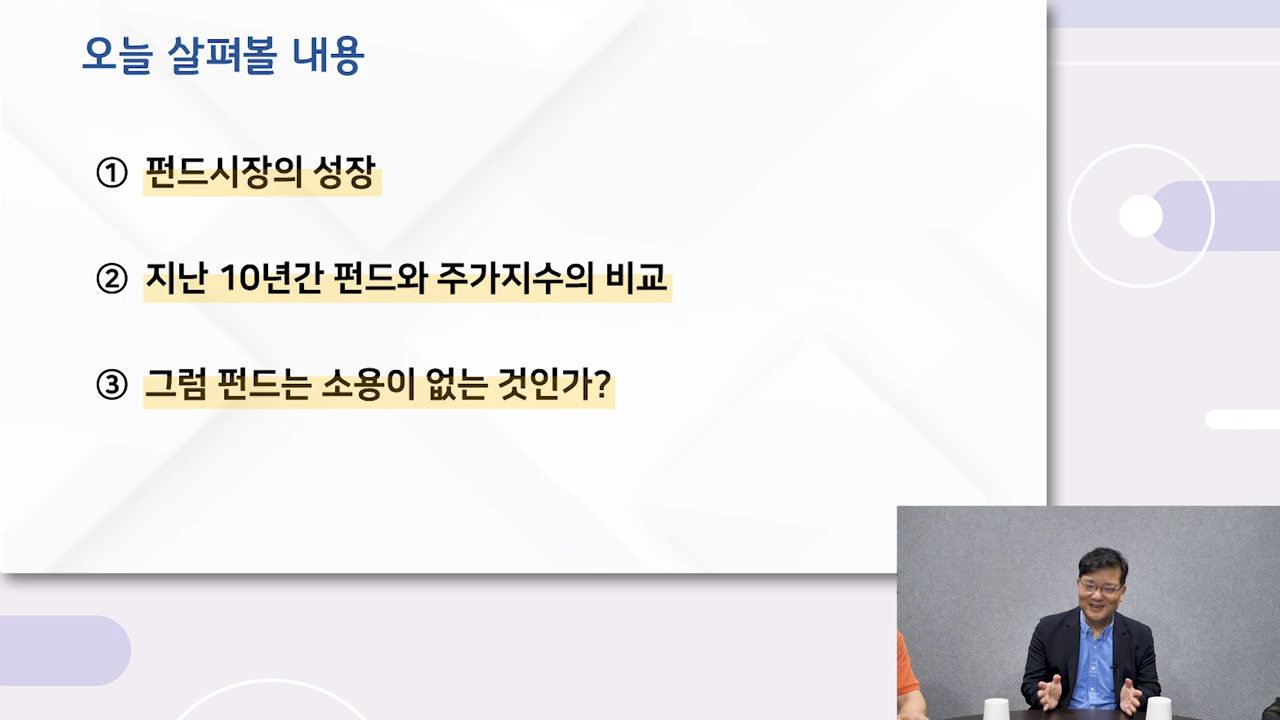 오늘 살펴볼 내용
① 펀드시장의 성장
② 지난 10년간 펀드와 주가지수의 비교
③ 그럼 펀드는 소용이 없는 것인가?